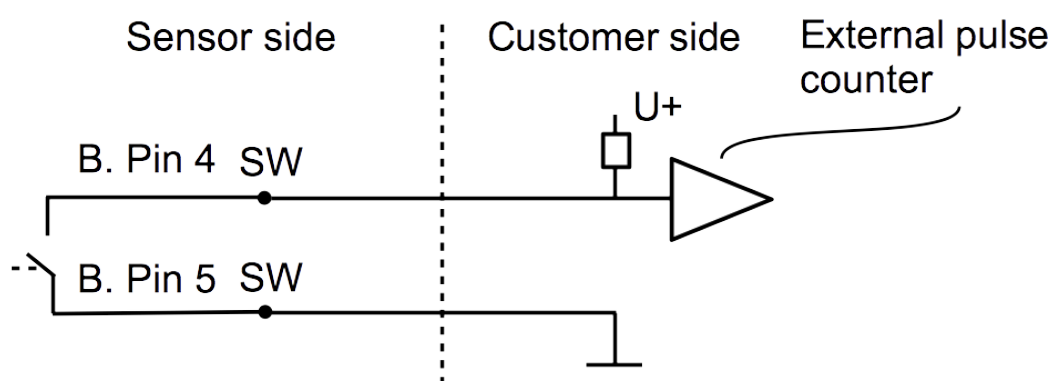 Sensor side
Customer side
External pulse
counter
U+
B. Pin 4 SW
B. Pin 5 SW